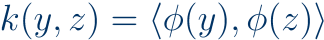 k(y, z) = ⟨ϕ(y), ϕ(z)⟩